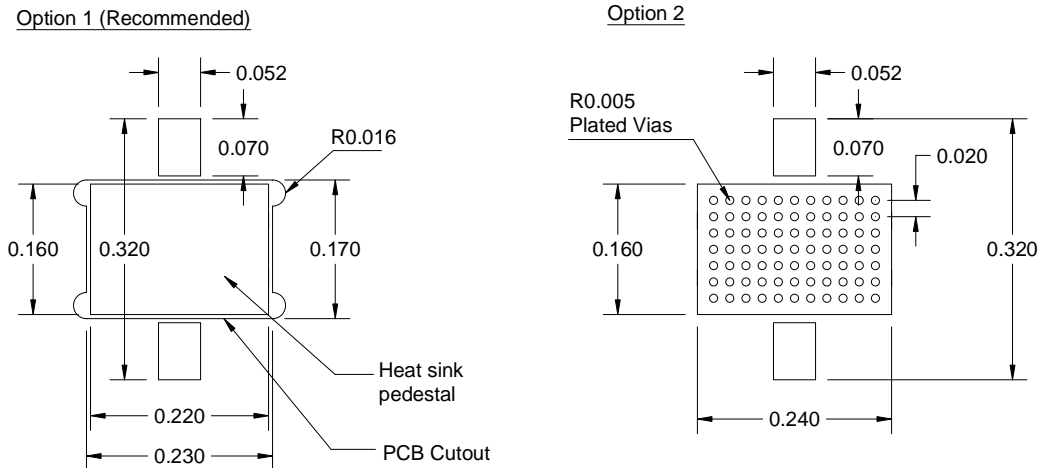 Option 1 (Recommended)
0.052
0.070
R0.016
0.160
0.320
0.170
Heat sink
pedestal
0.220
PCB Cutout
0.230
Option 2
0.052
R0.005
Plated Vias
0.070
0.020
0.160
0.320
0.240